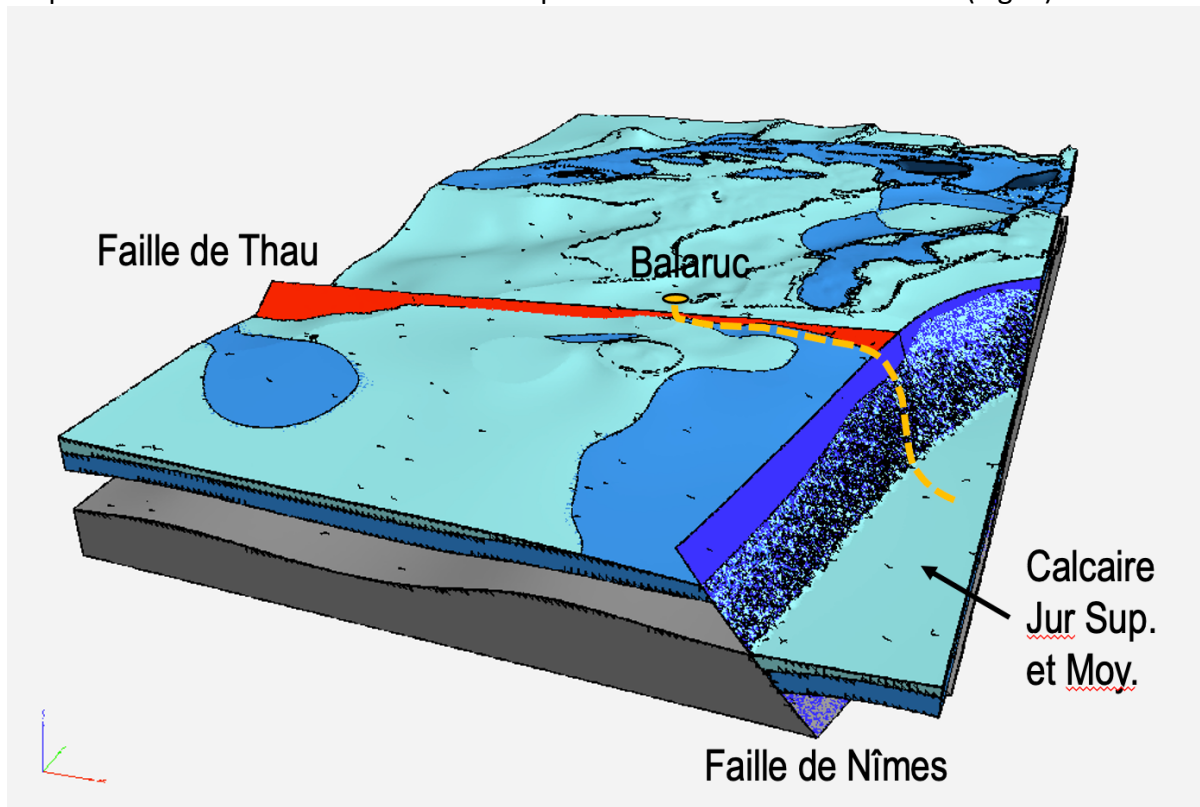 Faille de Thau
Balaruc
Calcaire
Jur Sup.
et Moy.
Faille de Nîmes